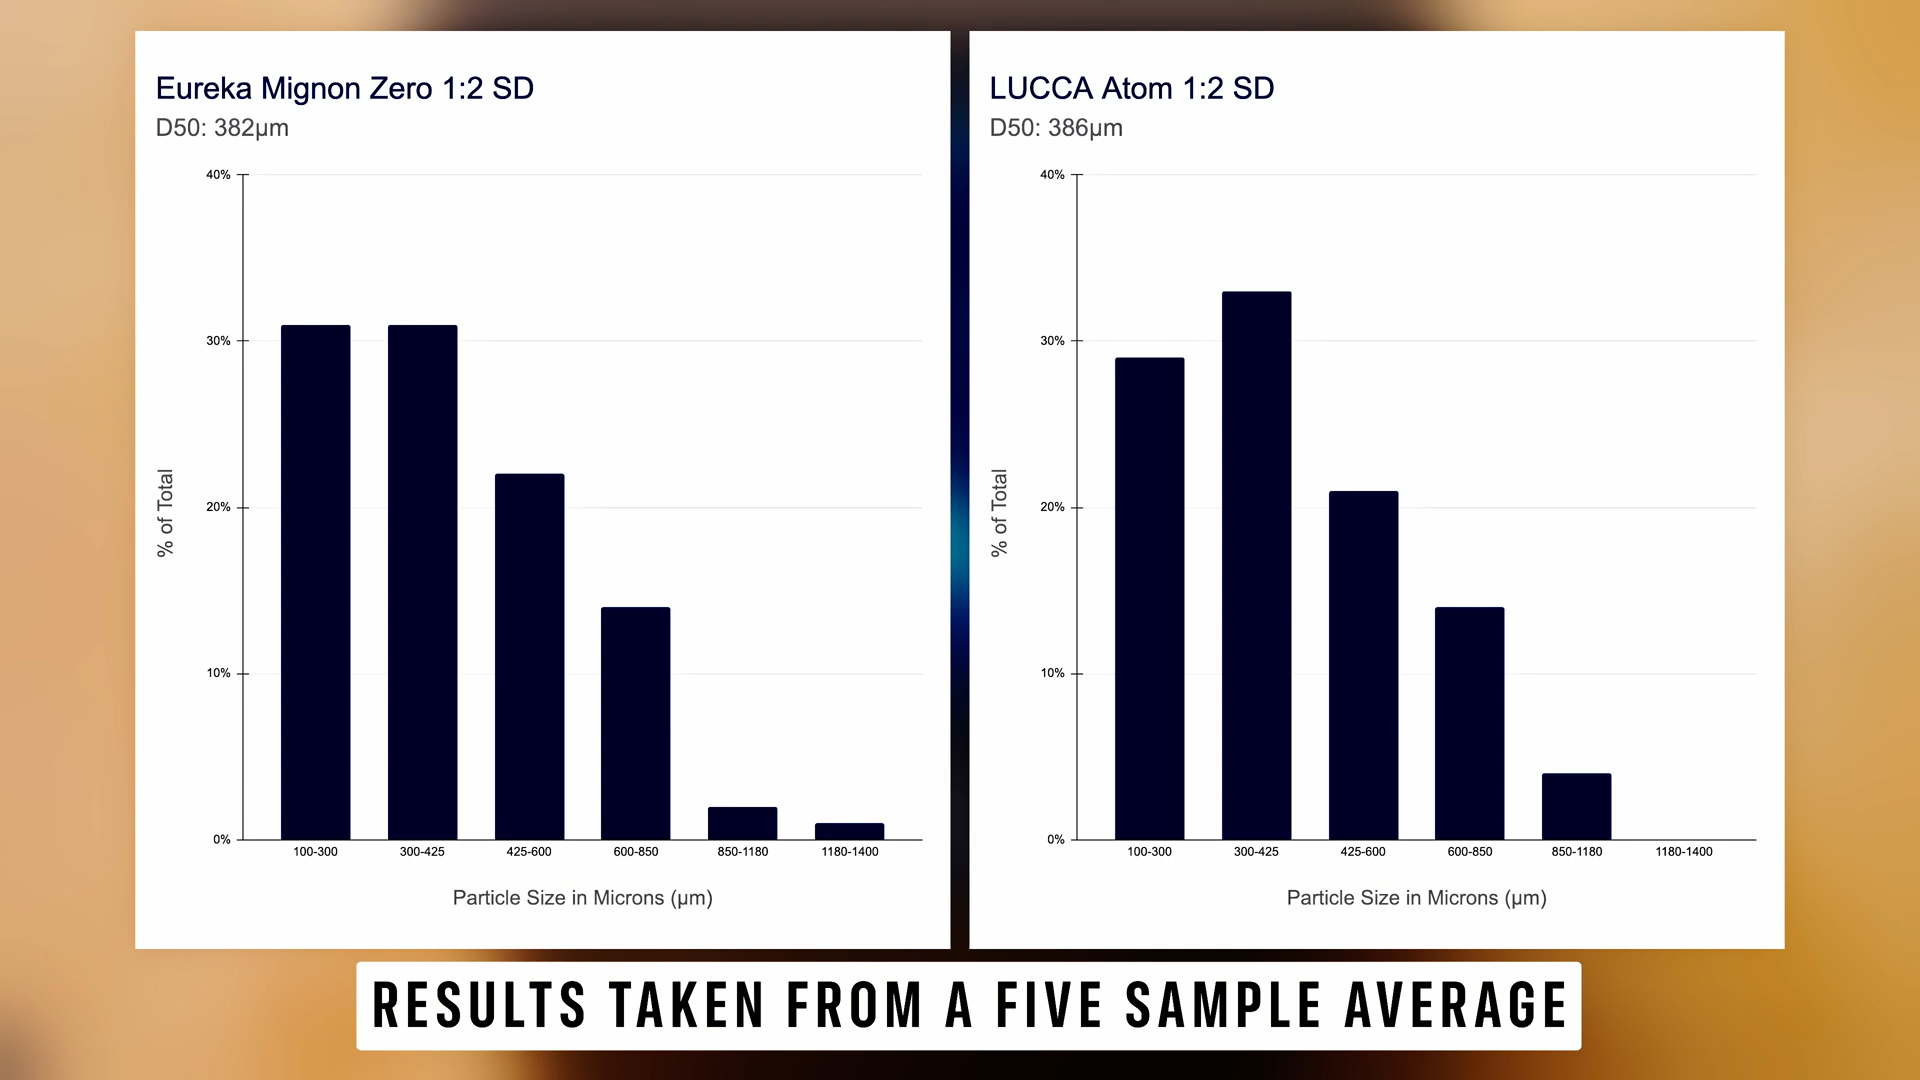 Eureka Mignon Zero 1:2 SD
D50: 382μm
40%
30%
20%
10%
0%
% of Total
100-300
300-425
425-600
600-850
850-1180
1180-1400
Particle Size in Microns (μm)
LUCCA Atom 1:2 SD
D50: 386μm
40%
30%
20%
10%
0%
% of Total
100-300
300-425
425-600
600-850
850-1180
1180-1400
Particle Size in Microns (μm)
RESULTS TAKEN FROM A FIVE SAMPLE AVERAGE